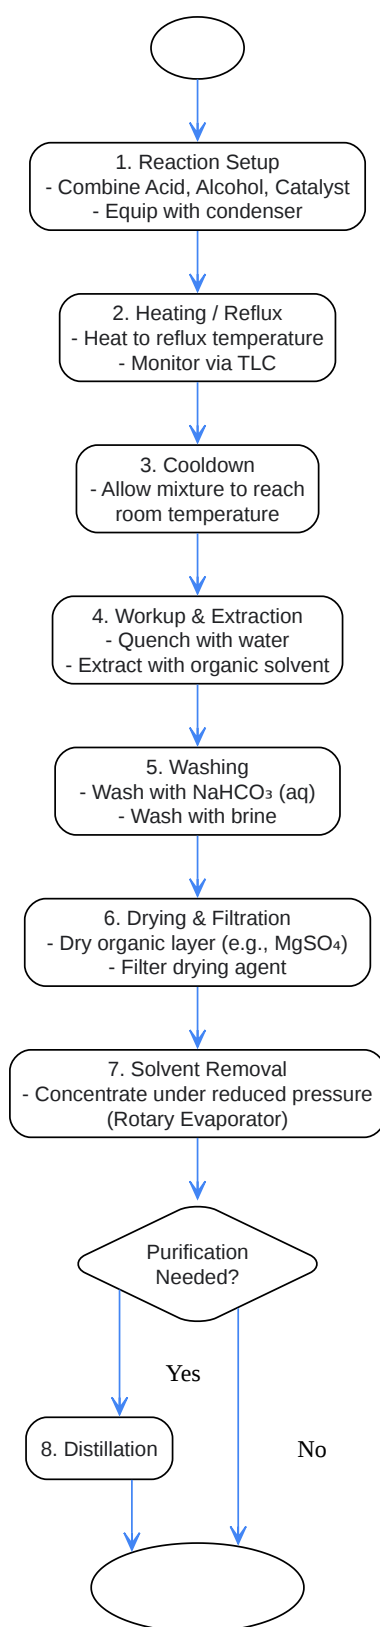 1. Reaction Setup
- Combine Acid, Alcohol, Catalyst
- Equip with condenser
2. Heating / Reflux
- Heat to reflux temperature
- Monitor via TLC
3. Cooldown
- Allow mixture to reach
room temperature
4. Workup & Extraction
- Quench with water
- Extract with organic solvent
5. Washing
- Wash with NaHCO₃ (aq)
- Wash with brine
6. Drying & Filtration
- Dry organic layer (e.g., MgSO₄)
- Filter drying agent
7. Solvent Removal
- Concentrate under reduced pressure
(Rotary Evaporator)
Purification
Needed?
Yes
8. Distillation
No